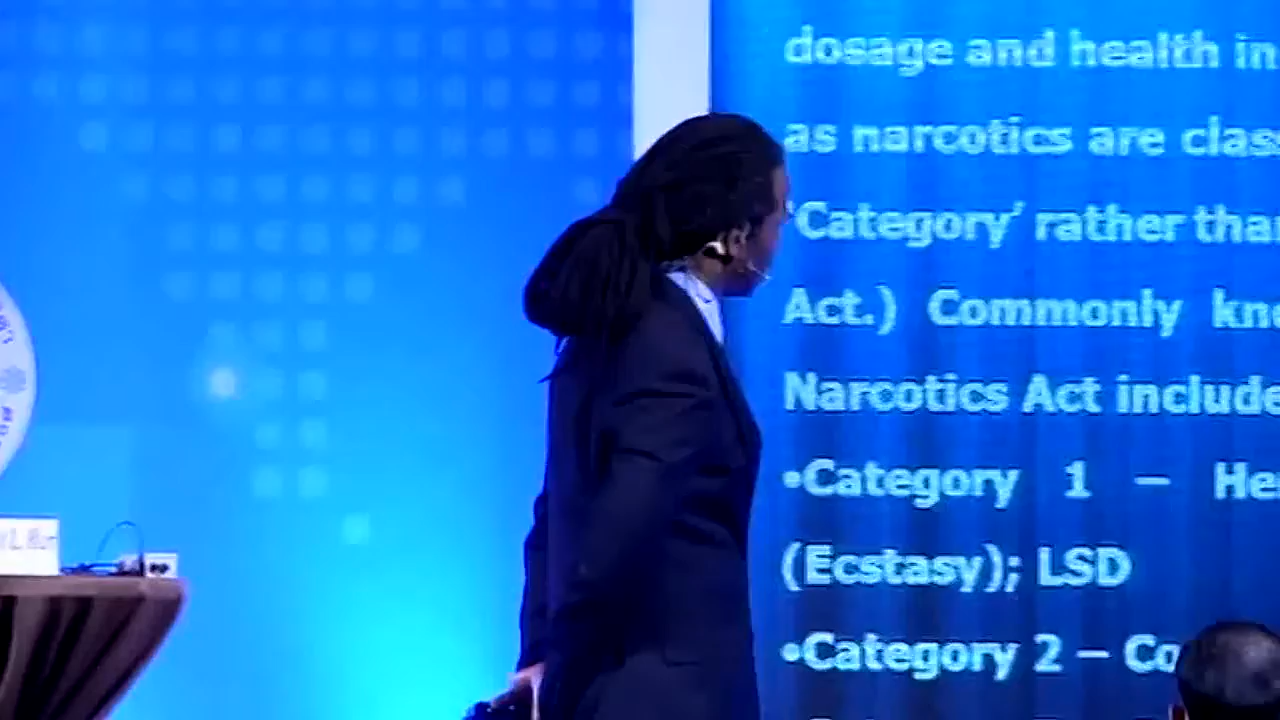 dosage and health in
as narcotics are clas
'Category' rather tha
Act.) Commonly kn
Narcotics Act include
•Category 1 – He
(Ecstasy); LSD
•Category 2 – Co